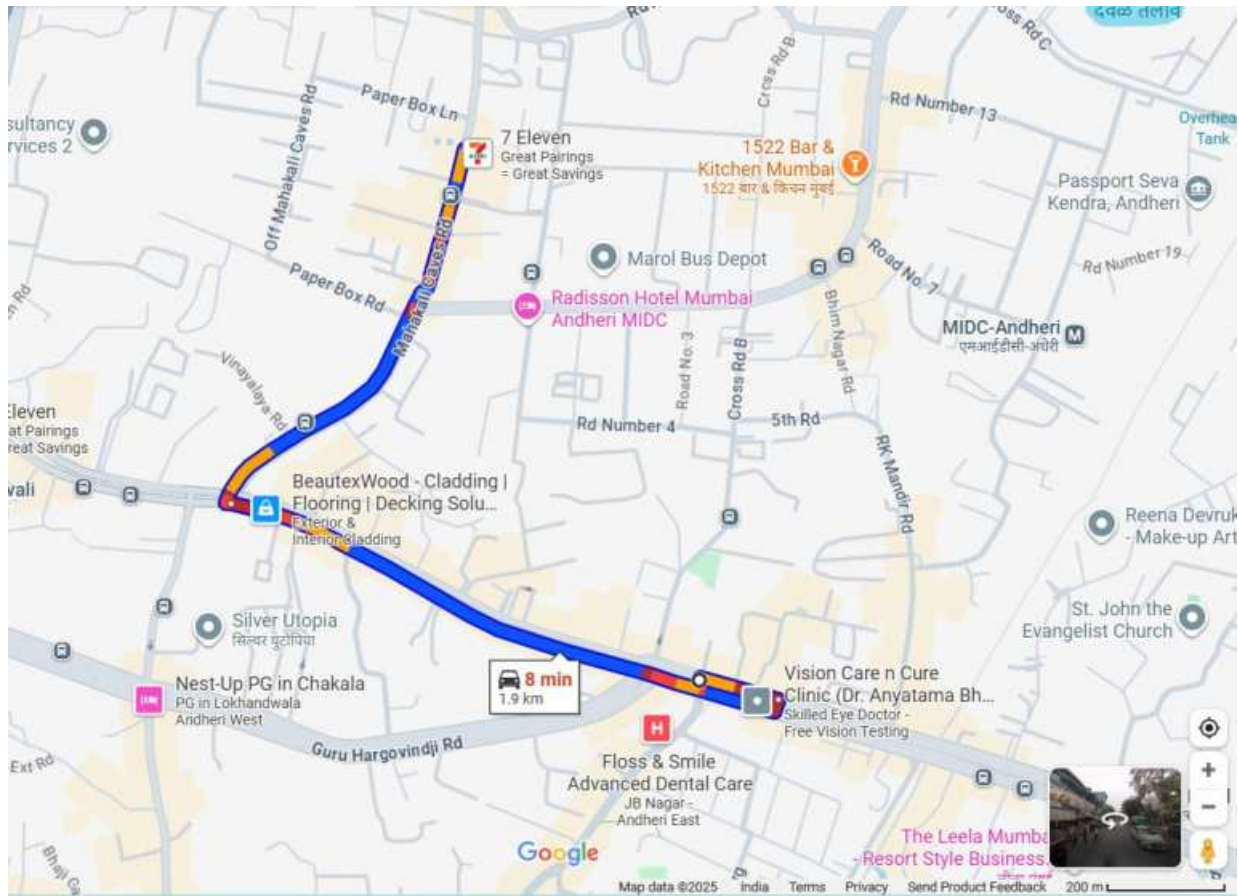 देवळ तलाव
Cross Rd C
Cross Rd B
Paper Box Ln
Off Mahakali Caves Rd
Rd Number 13
Overhea
Tank
sultancy
rvices 2
7 Eleven
Great Pairings
= Great Savings
1522 Bar &
Kitchen Mumbai
1522 बार & किचन मुंबई
Passport Seva
Kendra, Andheri
Mahakali Caves Rd
Marol Bus Depot
Road No. 7
Rd Number 19
Paper Box Rd
Radisson Hotel Mumbai
Andheri MIDC
Bhim Nagar Rd
MIDC-Andheri
एमआईडीसी-अंधेरी
M
Road No. 3
Cross Rd B
Vinayalaya Rd
Eleven
at Pairings
reat Savings
Rd Number 4
5th Rd
RK Mandir Rd
vali
BeautexWood - Cladding |
Flooring | Decking Solu...
Exterior &
Interior Cladding
Reena Devruk
- Make-up Art
Silver Utopia
सिल्वर युटोपिया
St. John the
Evangelist Church
8 min
1.9 km
Nest-Up PG in Chakala
PG in Lokhandwala
Andheri West
Vision Care n Cure
Clinic (Dr. Anyatama Bh...
Skilled Eye Doctor -
Free Vision Testing
Guru Hargovindji Rd
H
Floss & Smile
Advanced Dental Care
JB Nagar -
Andheri East
Ext Rd
Bhaji Ga
Google
The Leela Mumba
- Resort Style Business
Map data ©2025 India Terms Privacy Send Product Feedback 200 m